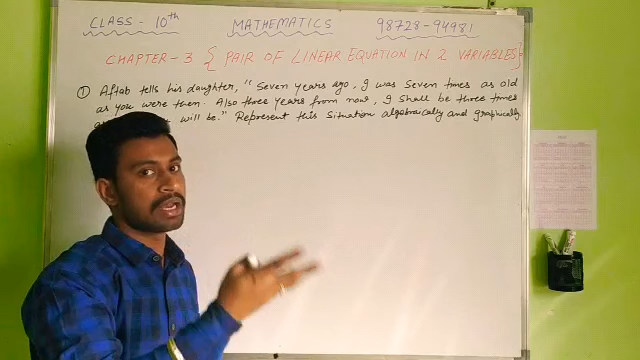 CLASS - 10th MATHEMATICS 98728-94981
CHAPTER-3 { PAIR OF LINEAR EQUATION IN 2 VARIABLES}
① Aftab tells his daughter, "Seven years ago, I was seven times as old
as you were then. Also three years from now, I shall be three times
will be." Represent this situation algebraically and graphically.